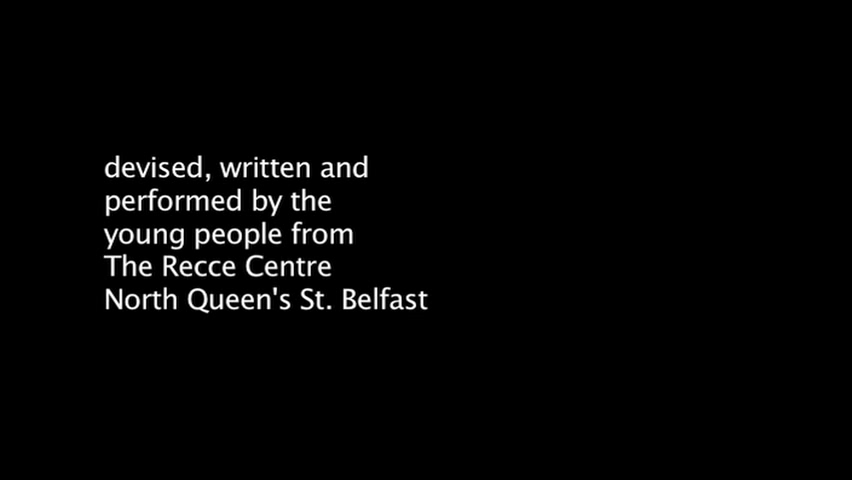 devised, written and
performed by the
young people from
The Recce Centre
North Queen's St. Belfast